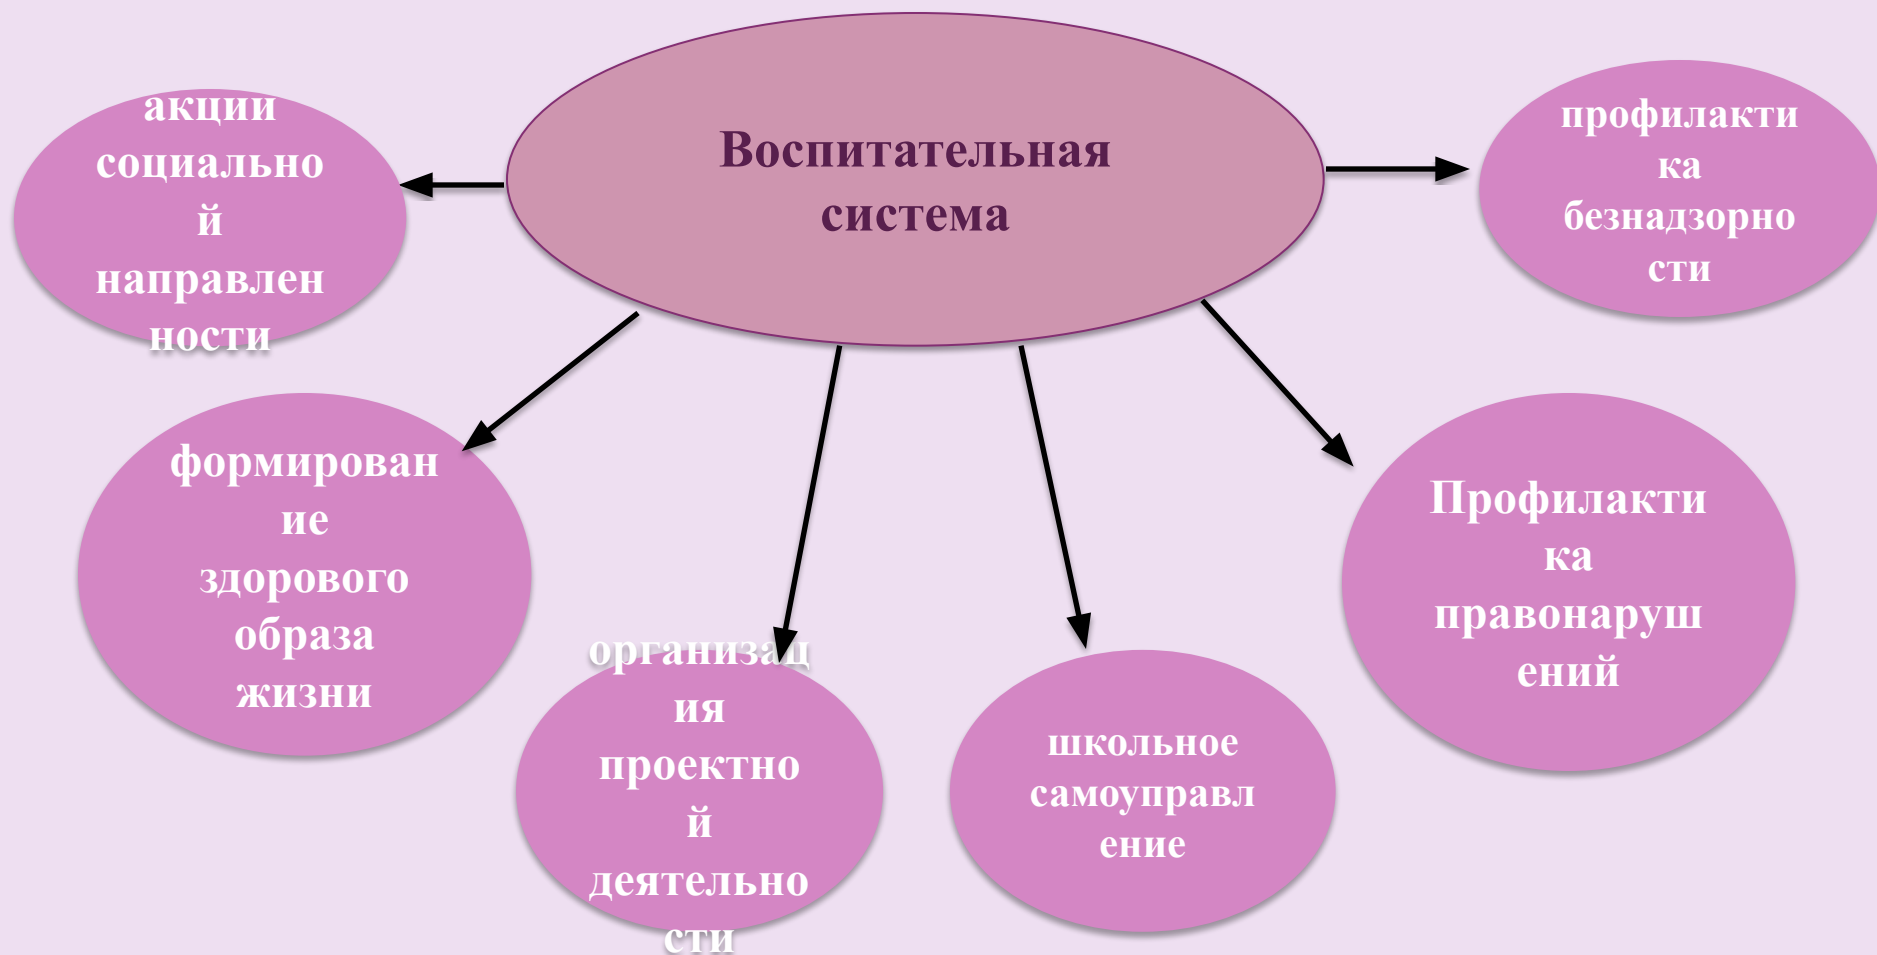 Воспитательная
система
акции
социально
й
направлен
ности
профилакти
ка
безнадзорно
сти
формирован
ие
здорового
образа
жизни
организац
ия
проектно
й
деятельно
сти
школьное
самоуправл
ение
Профилакти
ка
правонаруш
ений